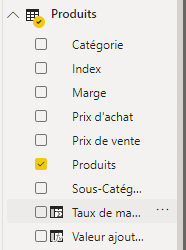 Produits
Catégorie
Index
Marge
Prix d'achat
Prix de vente
Produits
Sous-Catég...
Taux de ma...
Valeur ajout...